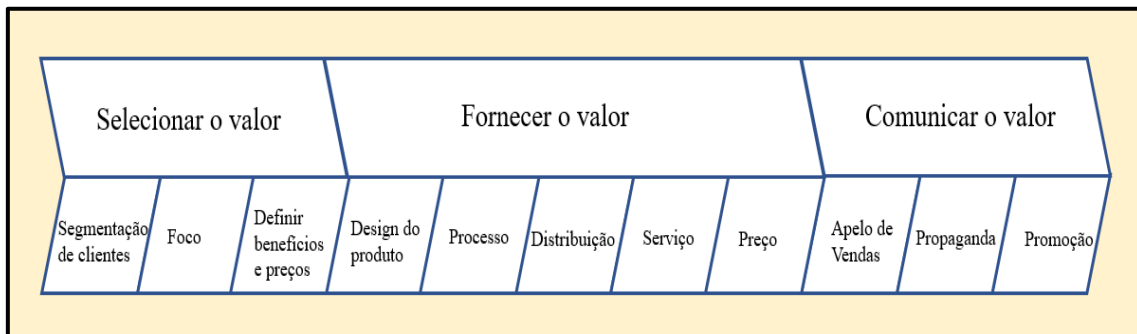 Selecionar o valor
Fornecer o valor
Comunicar o valor
Segmentação
de clientes
Foco
Definir
benefícios
e preços
Design do
produto
Processo
Distribuição
Serviço
Preço
Apelo de
Vendas
Propaganda
Promoção